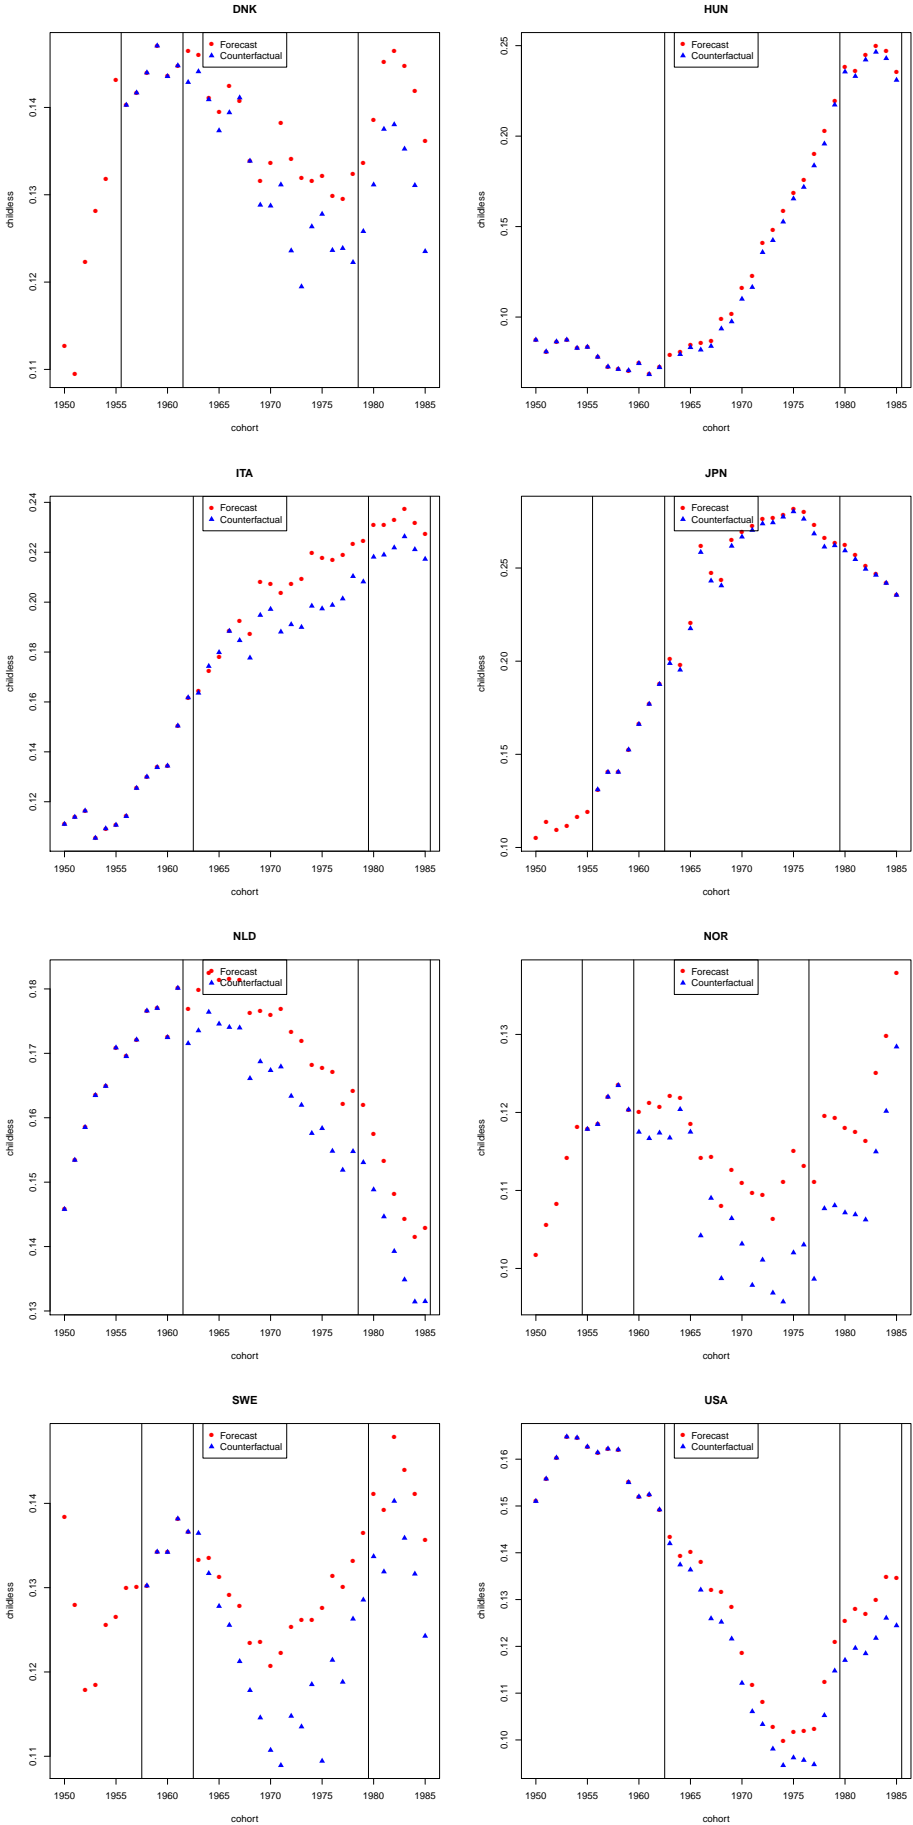 DNK
Forecast
Counterfactual
childless
0.11 0.12 0.13 0.14
1950 1955 1960 1965 1970 1975 1980 1985
cohort
HUN
Forecast
Counterfactual
childless
0.10 0.15 0.20 0.25
1950 1955 1960 1965 1970 1975 1980 1985
cohort
ITA
Forecast
Counterfactual
childless
0.12 0.14 0.16 0.18 0.20 0.22 0.24
1950 1955 1960 1965 1970 1975 1980 1985
cohort
JPN
Forecast
Counterfactual
childless
0.10 0.15 0.20 0.25
1950 1955 1960 1965 1970 1975 1980 1985
cohort
NLD
Forecast
Counterfactual
childless
0.13 0.14 0.15 0.16 0.17 0.18
1950 1955 1960 1965 1970 1975 1980 1985
cohort
NOR
Forecast
Counterfactual
childless
0.10 0.11 0.12 0.13
1950 1955 1960 1965 1970 1975 1980 1985
cohort
SWE
Forecast
Counterfactual
childless
0.11 0.12 0.13 0.14
1950 1955 1960 1965 1970 1975 1980 1985
cohort
USA
Forecast
Counterfactual
childless
0.10 0.11 0.12 0.13 0.14 0.15 0.16
1950 1955 1960 1965 1970 1975 1980 1985
cohort